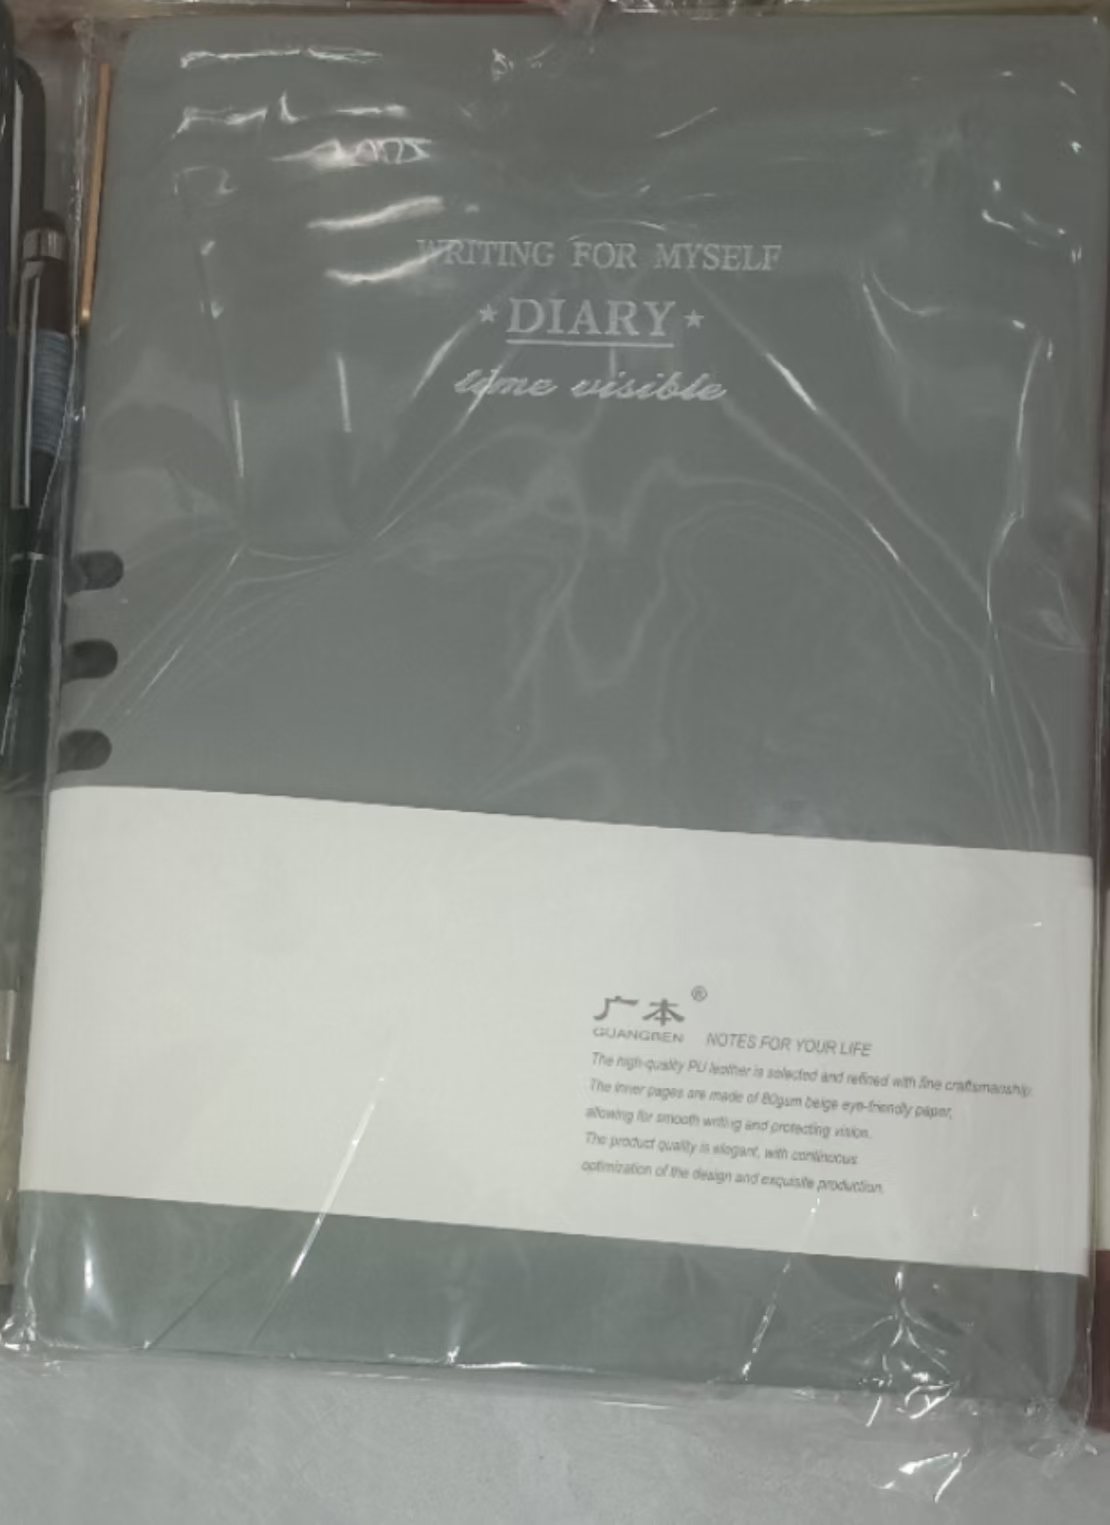 WRITING FOR MYSELF
★DIARY★
time visible
广本®
GUANGBEN NOTES FOR YOUR LIFE
The high-quality PU leather is selected and refined with fine craftsmanship.
The inner pages are made of 80gsm beige eye-friendly paper,
allowing for smooth writing and protecting vision.
The product quality is elegant, with continuous
optimization of the design and exquisite production.